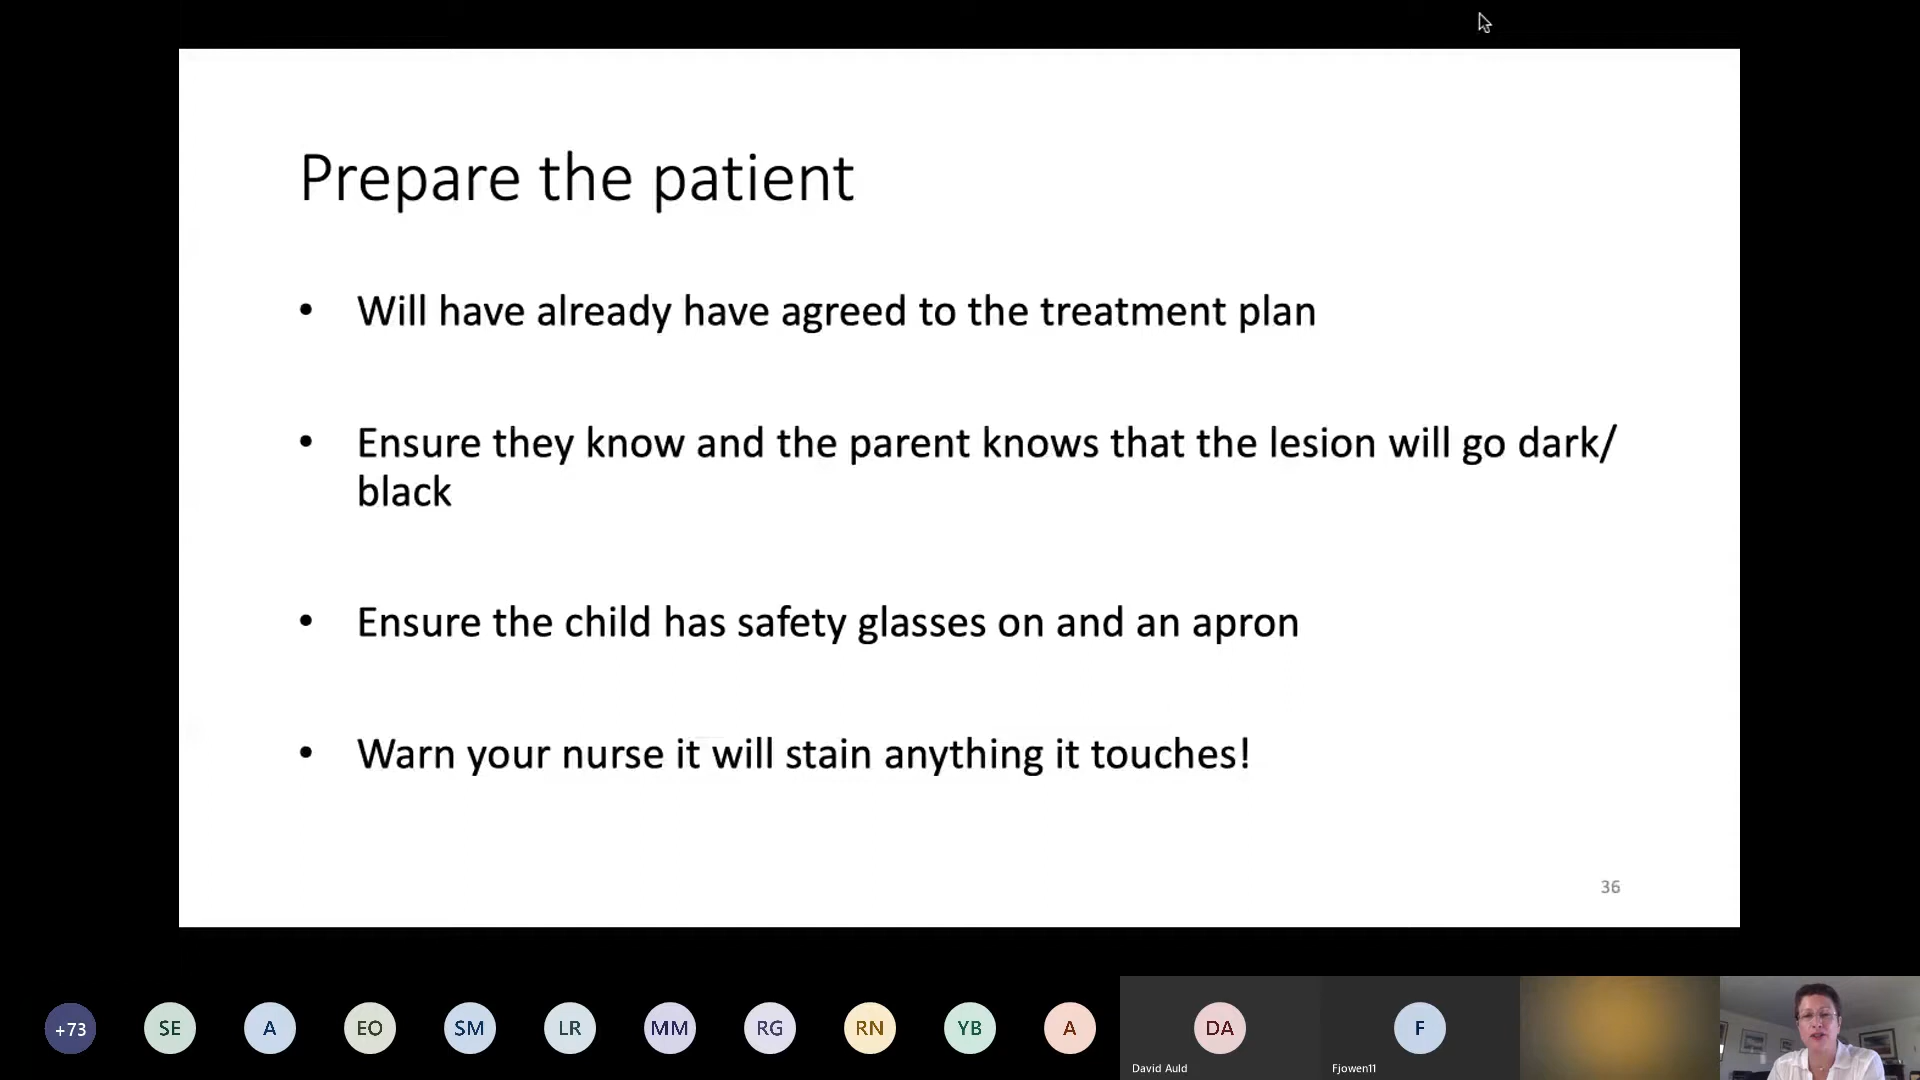 Prepare the patient
• Will have already have agreed to the treatment plan
• Ensure they know and the parent knows that the lesion will go dark/
black
• Ensure the child has safety glasses on and an apron
• Warn your nurse it will stain anything it touches!
36
+73 SE A EO SM LR MM RG RN YB A DA F
David Auld Fjowen11